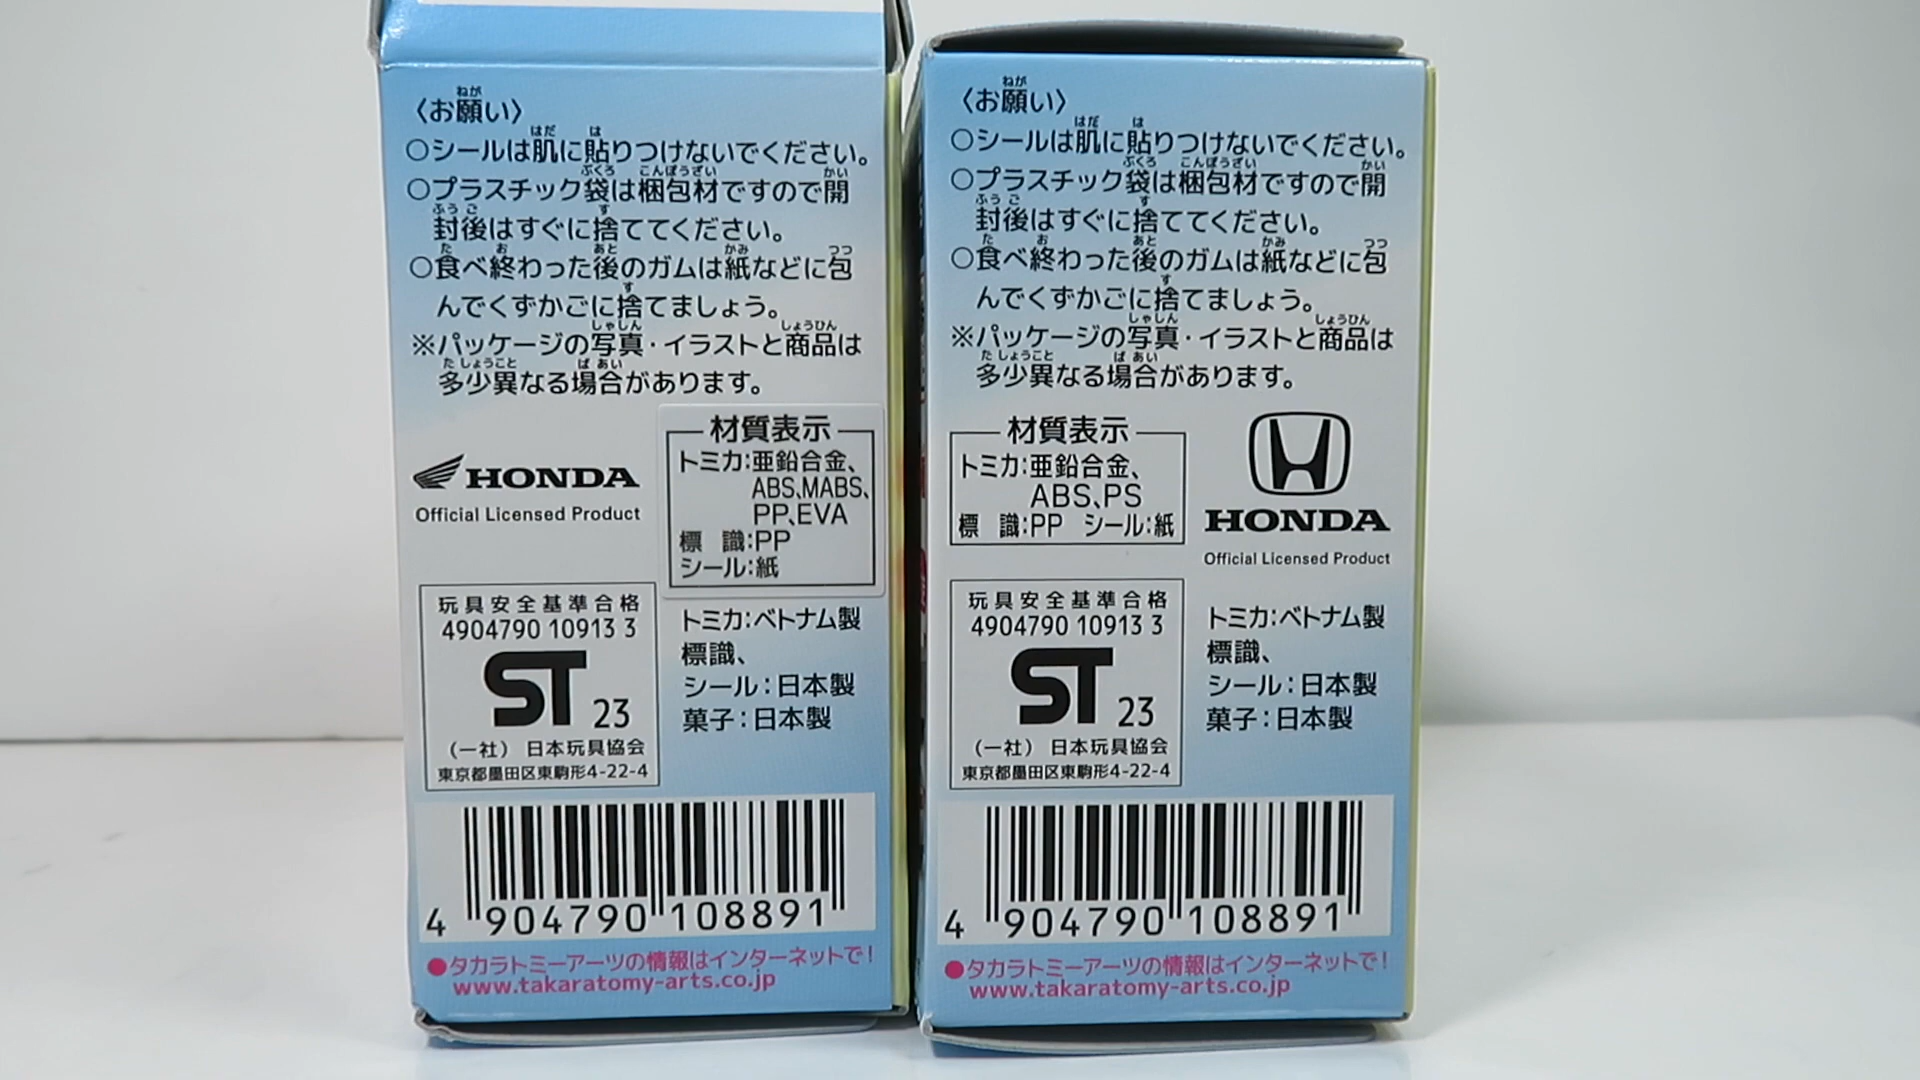 〈お願い〉
○シールは肌に貼りつけないでください。
○プラスチック袋は梱包材ですので開
封後はすぐに捨ててください。
○食べ終わった後のガムは紙などに包
んでくずかごに捨てましょう。
※パッケージの写真・イラストと商品は
多少異なる場合があります。
HONDA
Official Licensed Product
材質表示
トミカ:亜鉛合金、
ABS、MABS、
PP、EVA
標 識:PP
シール:紙
玩具安全基準合格
4904790 10913 3
ST 23
(一社) 日本玩具協会
東京都墨田区東駒形4-22-4
トミカ:ベトナム製
標識、
シール:日本製
菓子:日本製
4 904790 108891
●タカラトミーアーツの情報はインターネットで!
www.takaratomy-arts.co.jp
〈お願い〉
○シールは肌に貼りつけないでください。
○プラスチック袋は梱包材ですので開
封後はすぐに捨ててください。
○食べ終わった後のガムは紙などに包
んでくずかごに捨てましょう。
※パッケージの写真・イラストと商品は
多少異なる場合があります。
材質表示
トミカ:亜鉛合金、
ABS、PS
標 識:PP シール:紙
HONDA
Official Licensed Product
玩具安全基準合格
4904790 10913 3
ST 23
(一社) 日本玩具協会
東京都墨田区東駒形4-22-4
トミカ:ベトナム製
標識、
シール:日本製
菓子:日本製
4 904790 108891
●タカラトミーアーツの情報はインターネットで!
www.takaratomy-arts.co.jp